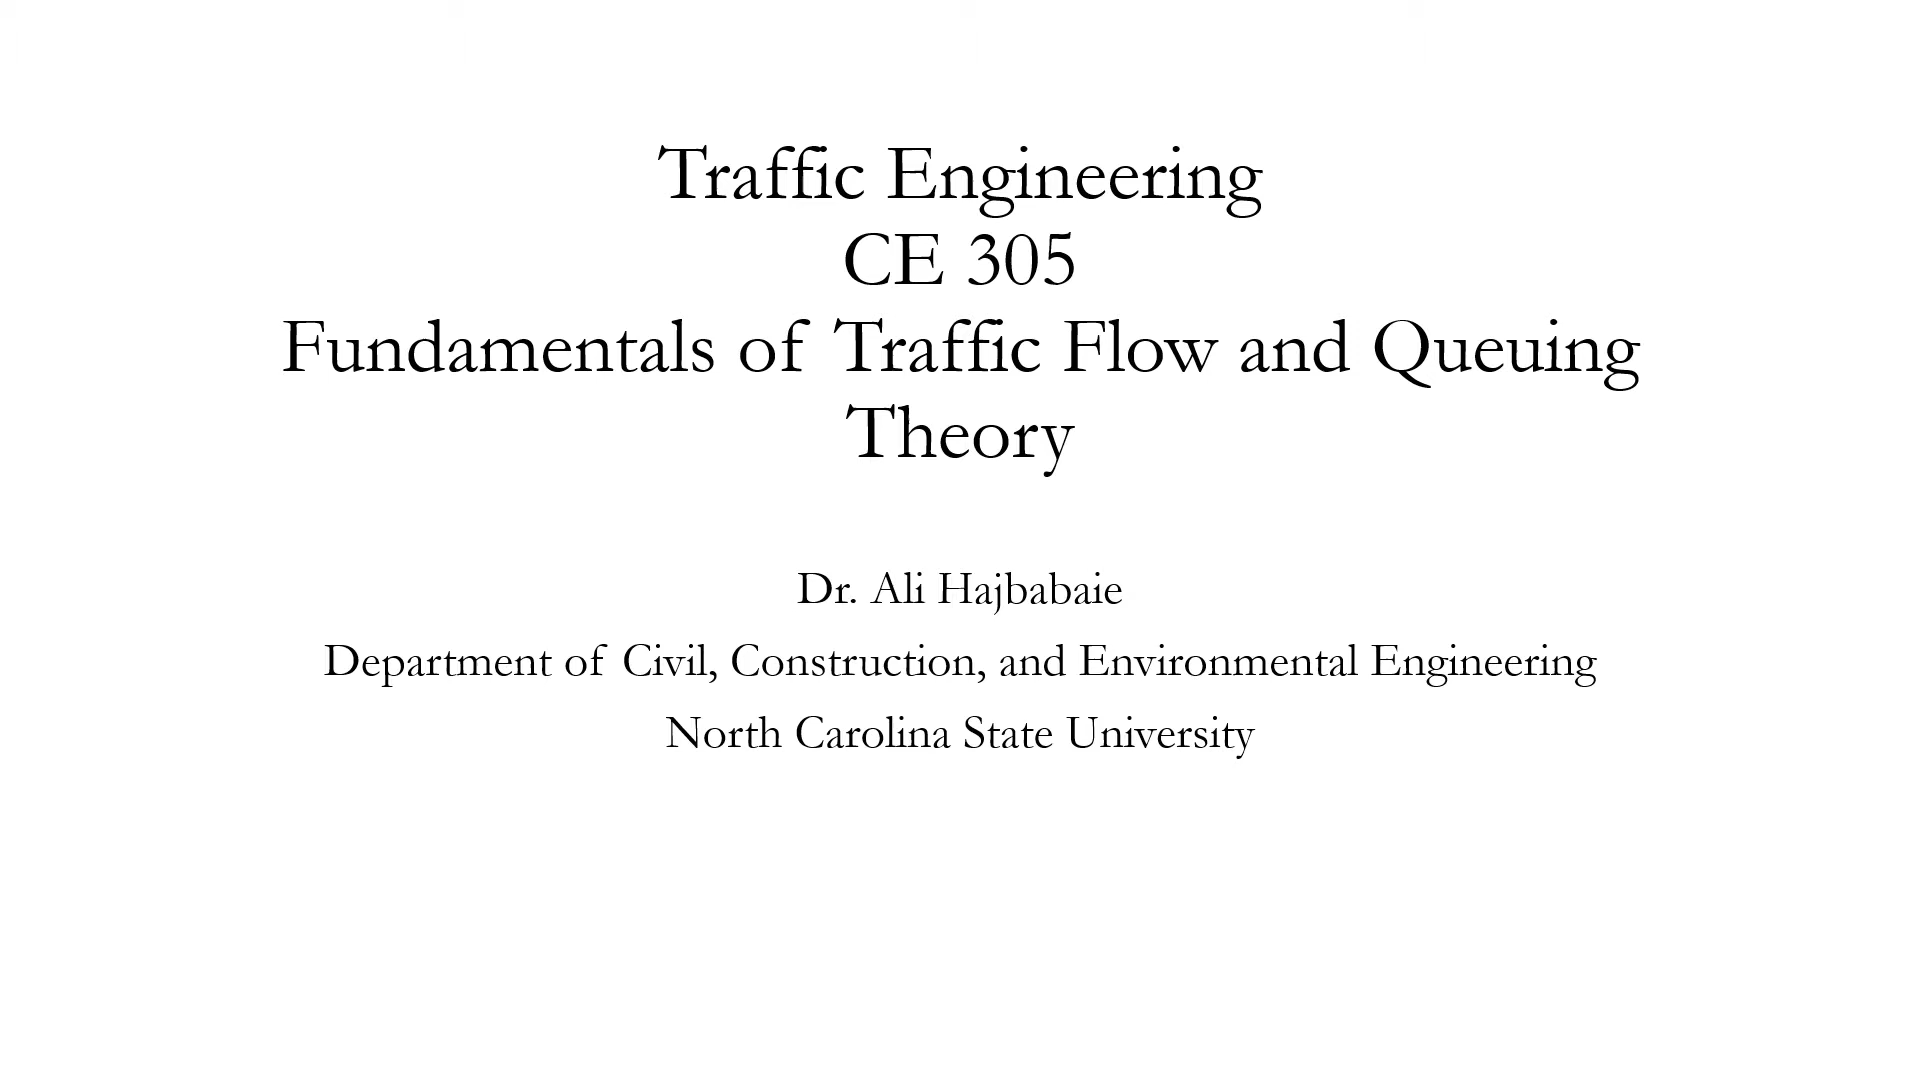 Traffic Engineering
CE 305
Fundamentals of Traffic Flow and Queuing
Theory
Dr. Ali Hajbabaie
Department of Civil, Construction, and Environmental Engineering
North Carolina State University